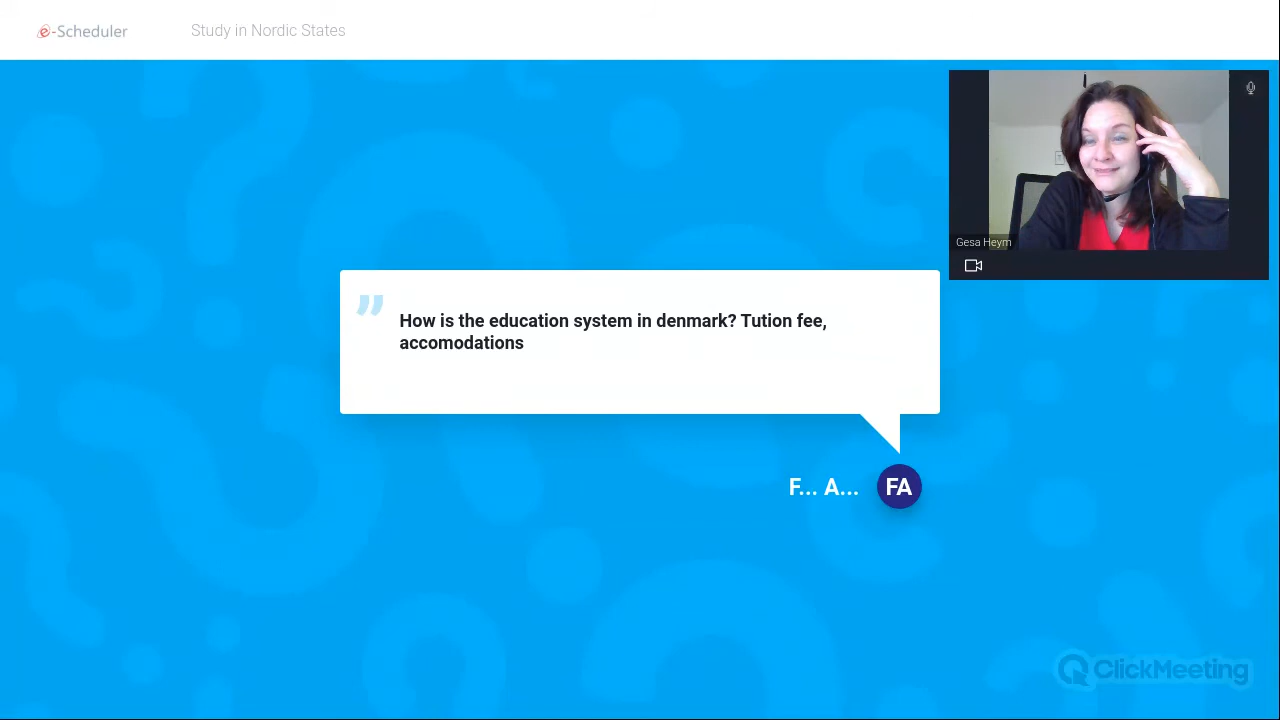 e-Scheduler
Study in Nordic States
Gesa Heym
"
How is the education system in denmark? Tution fee,
accomodations
F... A...
FA
ClickMeeting